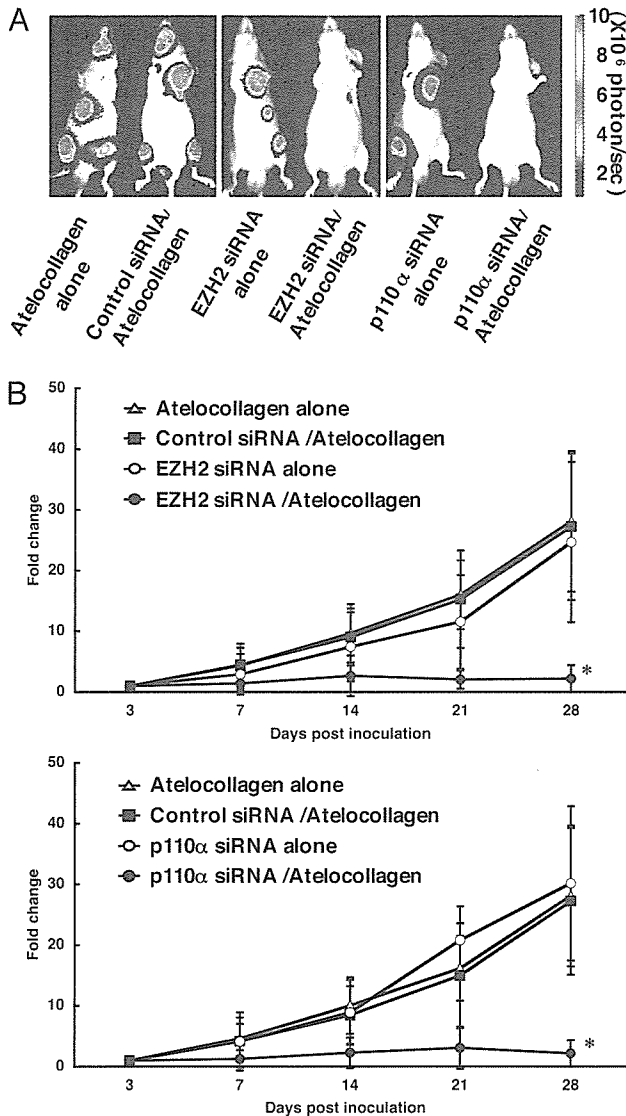 A
10
8
6
4
2
(X10⁶ photon/sec)
Atelocollagen
alone
Control siRNA/
Atelocollagen
EZH2 siRNA
alone
EZH2 siRNA/
Atelocollagen
p110 α siRNA
alone
p110α siRNA/
Atelocollagen
B
50
40
30
20
10
0
Fold change
Atelocollagen alone
Control siRNA /Atelocollagen
EZH2 siRNA alone
EZH2 siRNA /Atelocollagen
*
3 7 14 21 28
Days post inoculation
50
40
30
20
10
0
Fold change
Atelocollagen alone
Control siRNA /Atelocollagen
p110α siRNA alone
p110α siRNA /Atelocollagen
*
3 7 14 21 28
Days post inoculation